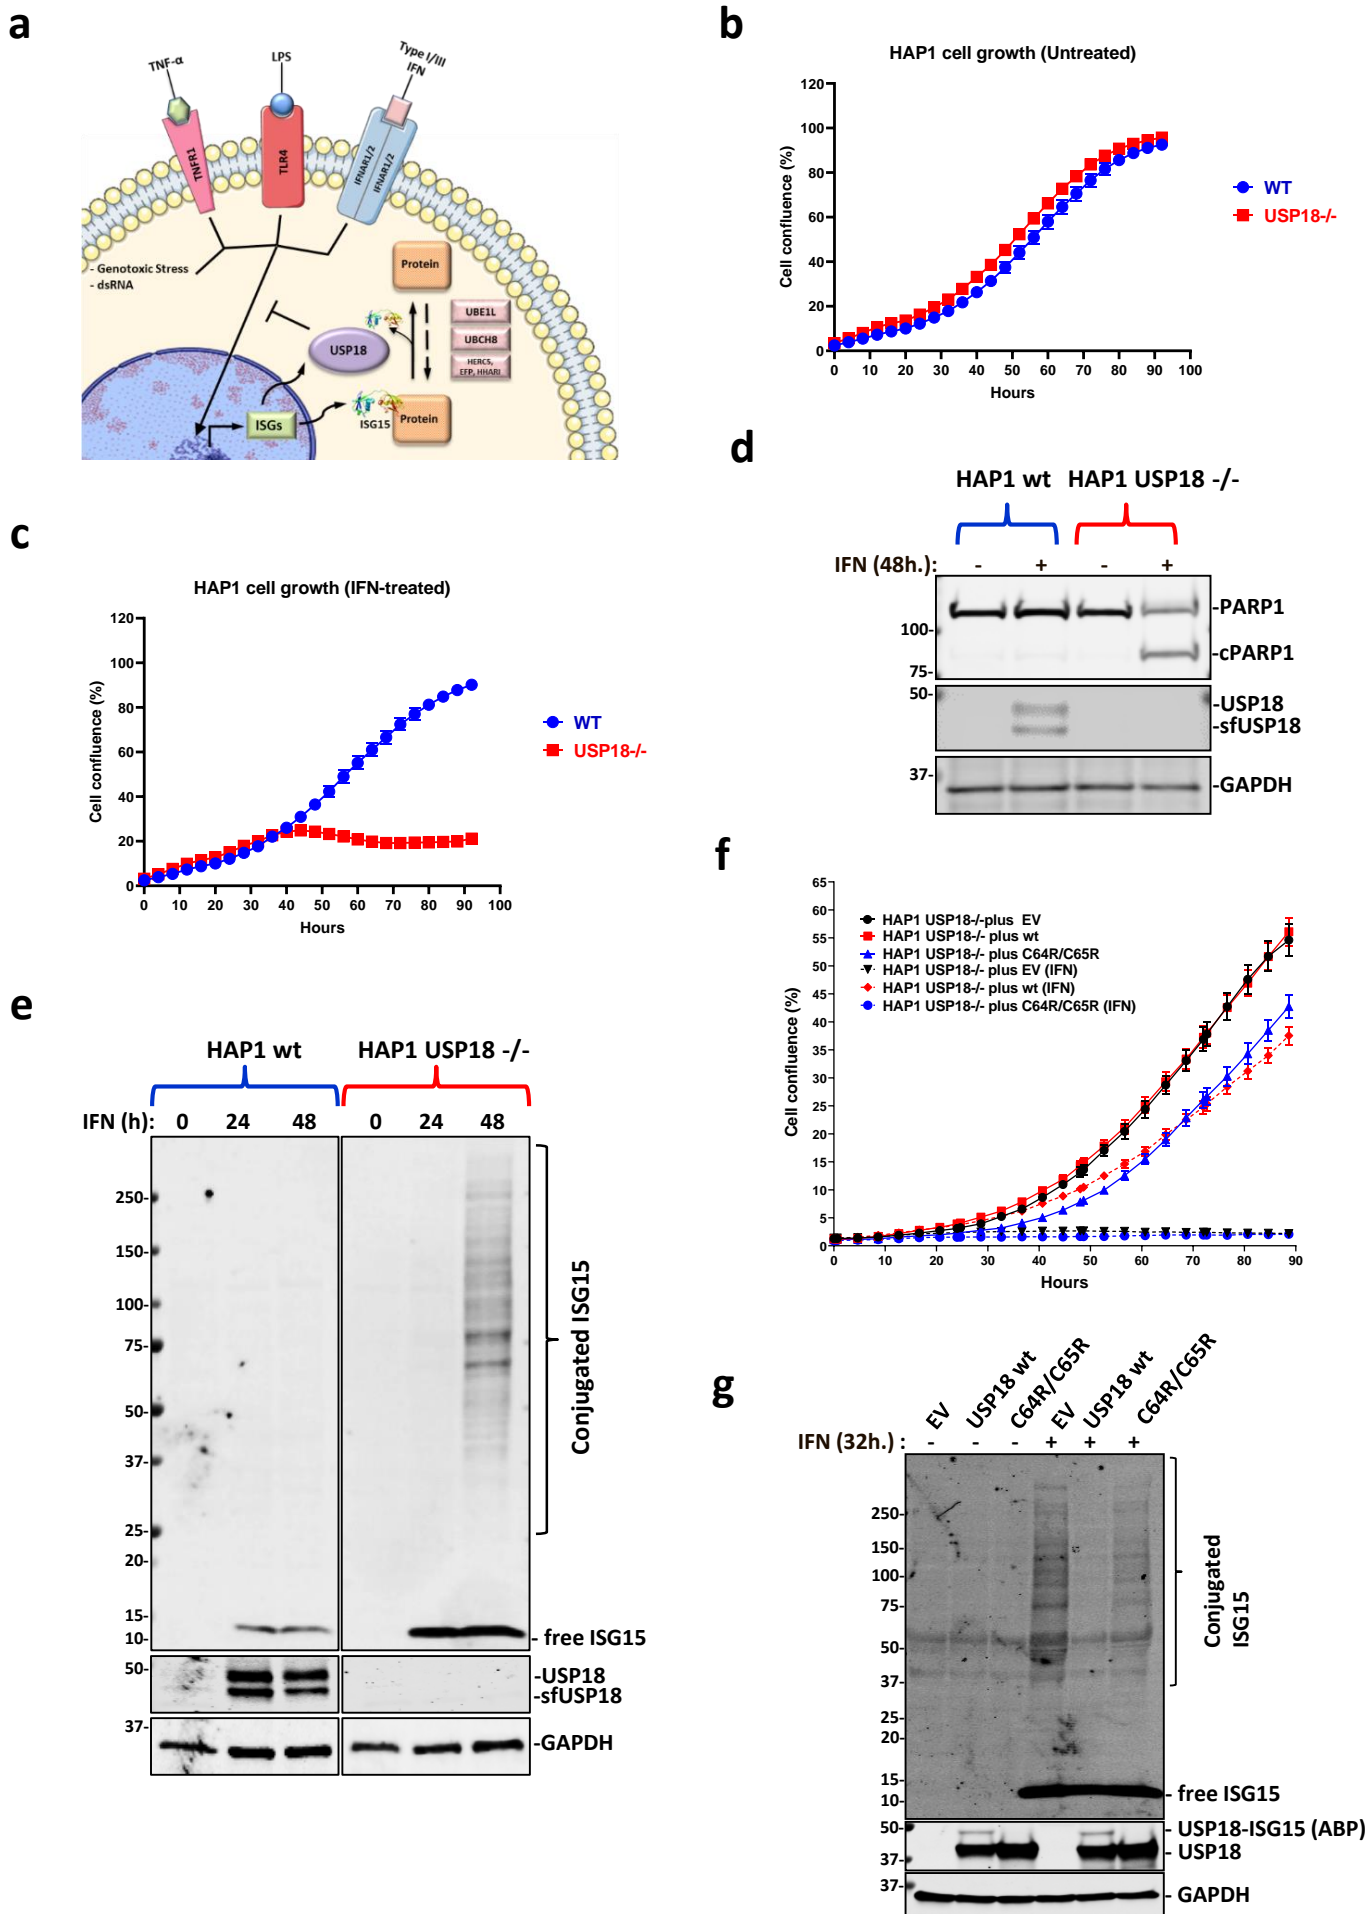 a
TNF-α
LPS
Type I/III
IFN
TNFR1
TLR4
IFNAR1/2
IFNAR1/2
- Genotoxic Stress
- dsRNA
Protein
UBE1L
UBCH8
HERC5,
EFP, HHARI
USP18
ISGs
ISG15
Protein
b
HAP1 cell growth (Untreated)
Cell confluence (%)
120
100
80
60
40
20
0
0 10 20 30 40 50 60 70 80 90 100
Hours
WT
USP18-/-
c
HAP1 cell growth (IFN-treated)
Cell confluence (%)
120
100
80
60
40
20
0
0 10 20 30 40 50 60 70 80 90 100
Hours
WT
USP18-/-
d
HAP1 wt HAP1 USP18 -/-
IFN (48h.): - + - +
-PARP1
100-
-cPARP1
75-
50-
-USP18
-sfUSP18
37-
-GAPDH
e
HAP1 wt HAP1 USP18 -/-
IFN (h): 0 24 48 0 24 48
250-
150-
100-
75-
50-
37-
25-
20-
15-
10-
Conjugated ISG15
- free ISG15
50-
-USP18
-sfUSP18
37-
-GAPDH
f
HAP1 USP18-/-plus EV
HAP1 USP18-/- plus wt
HAP1 USP18-/- plus C64R/C65R
HAP1 USP18-/- plus EV (IFN)
HAP1 USP18-/- plus wt (IFN)
HAP1 USP18-/- plus C64R/C65R (IFN)
Cell confluence (%)
65
60
55
50
45
40
35
30
25
20
15
10
5
0
0 10 20 30 40 50 60 70 80 90
Hours
g
EV USP18 wt C64R/C65R EV USP18 wt C64R/C65R
IFN (32h.) : - - - + + +
250-
150-
100-
75-
50-
37-
25-
20-
15-
10-
Conjugated
ISG15
- free ISG15
50-
- USP18-ISG15 (ABP)
- USP18
37-
37-
- GAPDH